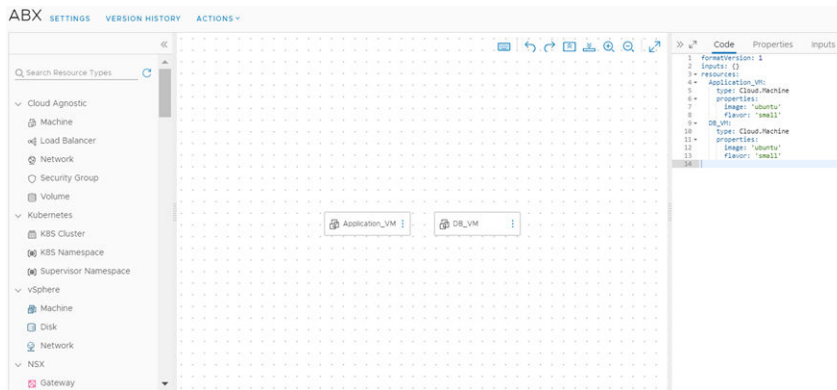 ABX SETTINGS VERSION HISTORY ACTIONS
Search Resource Types
Cloud Agnostic
Machine
Load Balancer
Network
Security Group
Volume
Kubernetes
K8S Cluster
K8S Namespace
Supervisor Namespace
vSphere
Machine
Disk
Network
NSX
Gateway
Application_VM
DB_VM
Code Properties Inputs
1 formatVersion: 1
2 inputs: {}
3 resources:
4 Application_VM:
5 type: Cloud.Machine
6 properties:
7 image: 'ubuntu'
8 flavor: 'small'
9 DB_VM:
10 type: Cloud.Machine
11 properties:
12 image: 'ubuntu'
13 flavor: 'small'
14